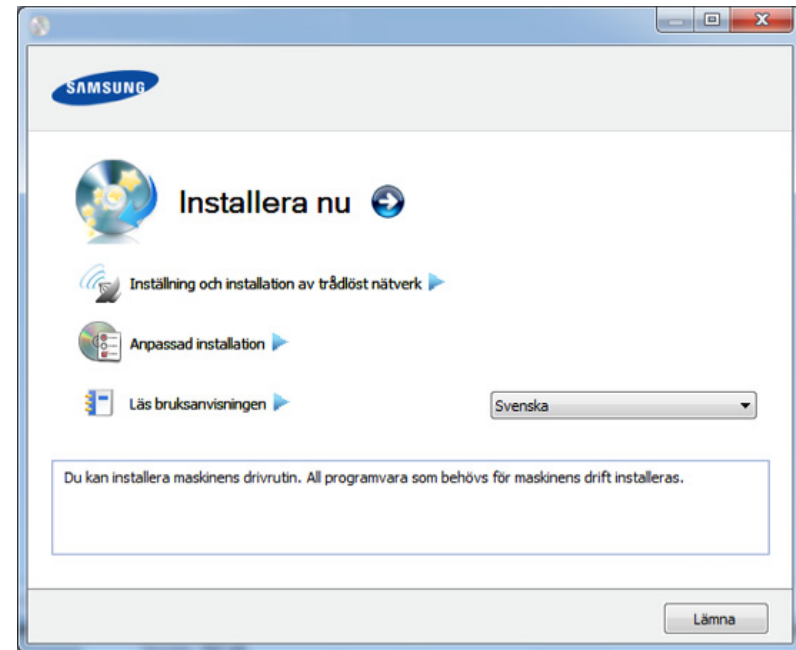 SAMSUNG
Installera nu
Inställning och installation av trådlöst nätverk
Anpassad installation
Läs bruksanvisningen
Svenska
Du kan installera maskinens drivrutin. All programvara som behövs för maskinens drift installeras.
Lämna